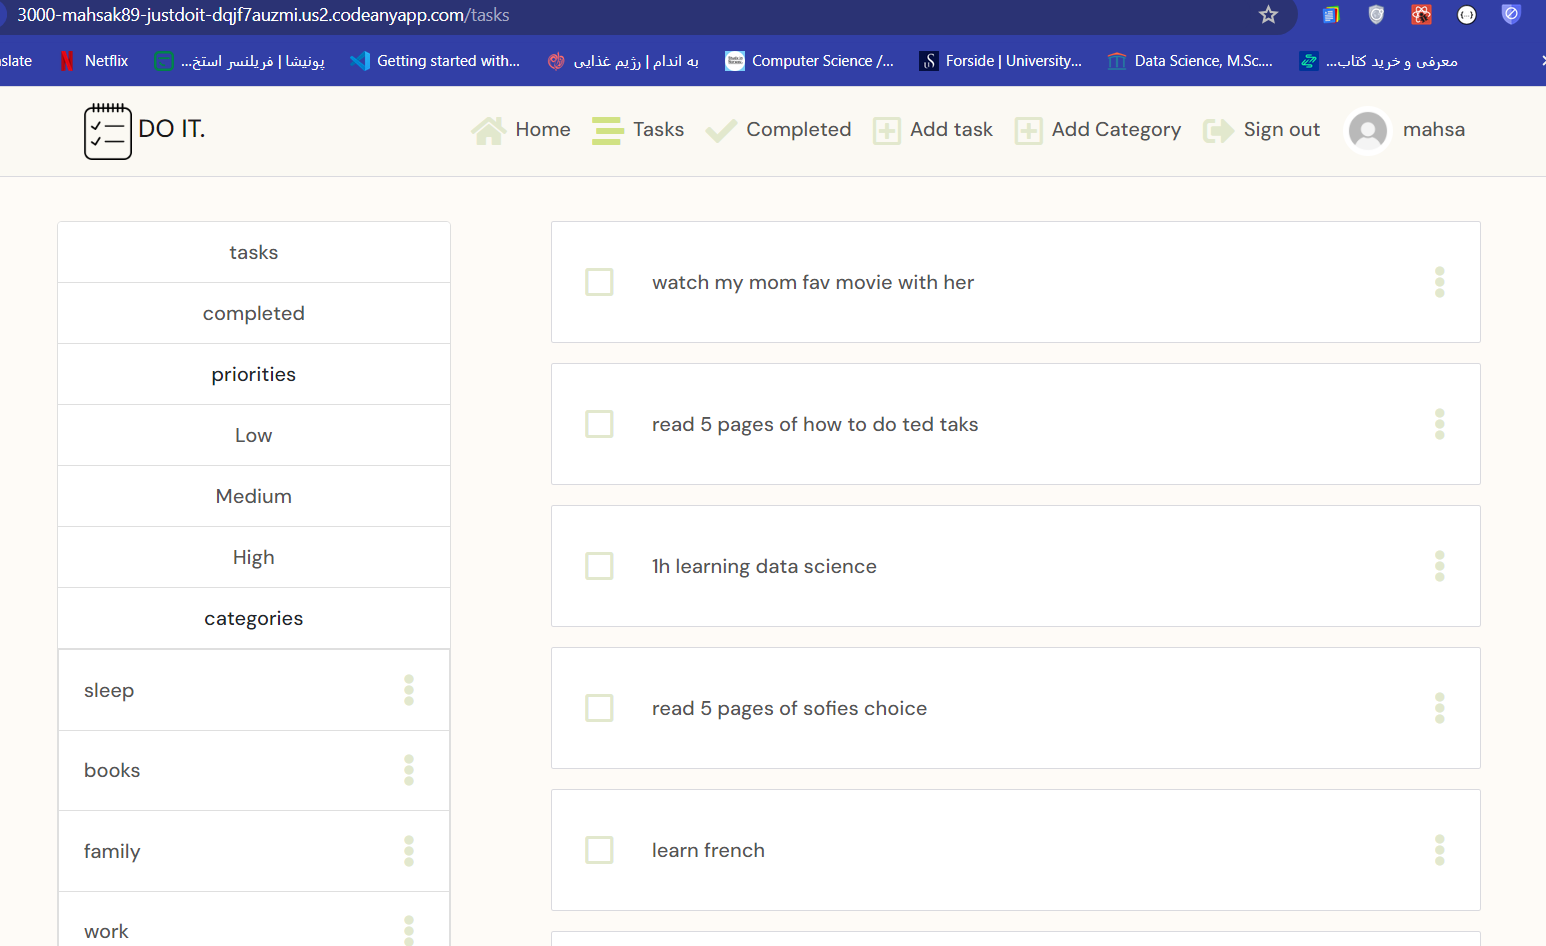 3000-mahsak89-justdoit-dqjf7auzmi.us2.codeanyapp.com/tasks
slate Netflix پونیشا | فریلنسر استخ... Getting started with... به اندام | رژیم غذایی Computer Science /... Forside | University... Data Science, M.Sc.... معرفی و خرید کتاب...
DO IT. Home Tasks Completed Add task Add Category Sign out mahsa
tasks
completed
priorities
Low
Medium
High
categories
sleep
books
family
work
watch my mom fav movie with her
read 5 pages of how to do ted taks
1h learning data science
read 5 pages of sofies choice
learn french